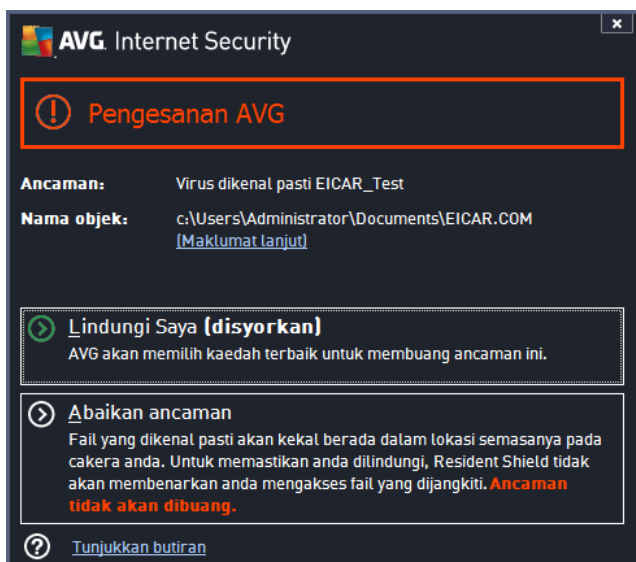 AVG. Internet Security
Pengesanan AVG
Ancaman: Virus dikenal pasti EICAR_Test
Nama objek: c:\Users\Administrator\Documents\EICAR.COM
(Maklumat lanjut)
Lindungi Saya (disyorkan)
AVG akan memilih kaedah terbaik untuk membuang ancaman ini.
Abaikan ancaman
Fail yang dikenal pasti akan kekal berada dalam lokasi semasanya pada
cakera anda. Untuk memastikan anda dilindungi, Resident Shield tidak
akan membenarkan anda mengakses fail yang dijangkiti. Ancaman
tidak akan dibuang.
Tunjukkan butiran